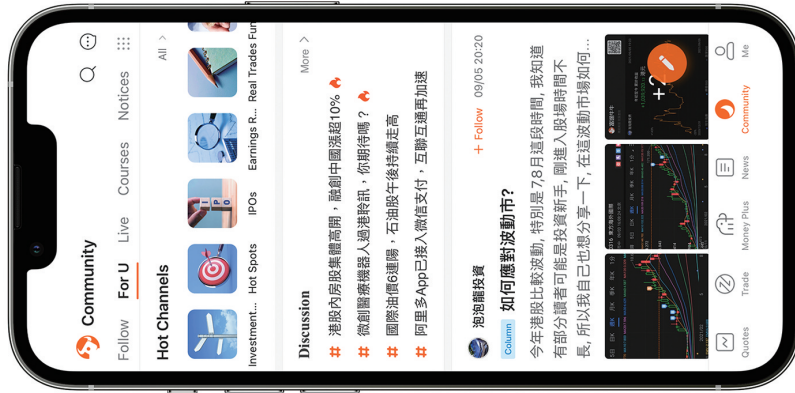 Community
Follow
For U
Live
Courses
Notices
Hot Channels
All >
Investment...
Hot Spots
IPOs
Earnings R...
Real Trades Fun
Discussion
More >
# 港股內房股集體高開，融創中國漲超10%
# 微創醫療機器人過港聆訊，你期待嗎？
# 國際油價6連陽，石油股午後持續走高
# 阿里多App已接入微信支付，互聯互通再加速
泡泡龍投資
+ Follow
09/05 20:20
Column 如何應對波動市?
今年港股比較波動, 特別是7,8月這段時間, 我知道
有部分讀者可能是投資新手, 剛進入股場時間不
長, 所以我自己也想分享一下, 在這波動市場如何...
+2
Quotes
Trade
Money Plus
News
Community
Me